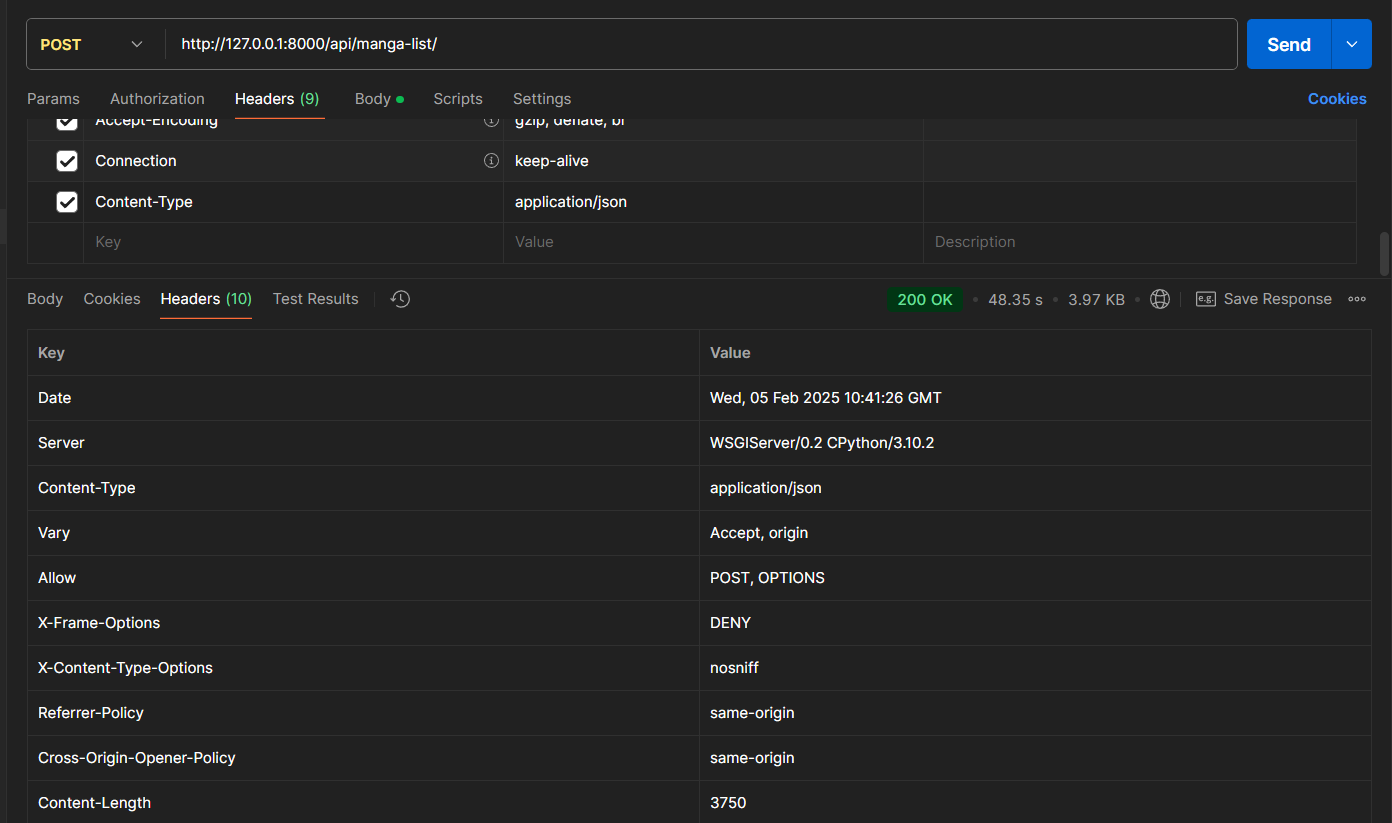 POST http://127.0.0.1:8000/api/manga-list/ Send
Params Authorization Headers (9) Body Scripts Settings Cookies
Accept-Encoding gzip, deflate, br
Connection keep-alive
Content-Type application/json
Key Value Description
Body Cookies Headers (10) Test Results 200 OK 48.35 s 3.97 KB e.g. Save Response
Key Value
Date Wed, 05 Feb 2025 10:41:26 GMT
Server WSGIServer/0.2 CPython/3.10.2
Content-Type application/json
Vary Accept, origin
Allow POST, OPTIONS
X-Frame-Options DENY
X-Content-Type-Options nosniff
Referrer-Policy same-origin
Cross-Origin-Opener-Policy same-origin
Content-Length 3750